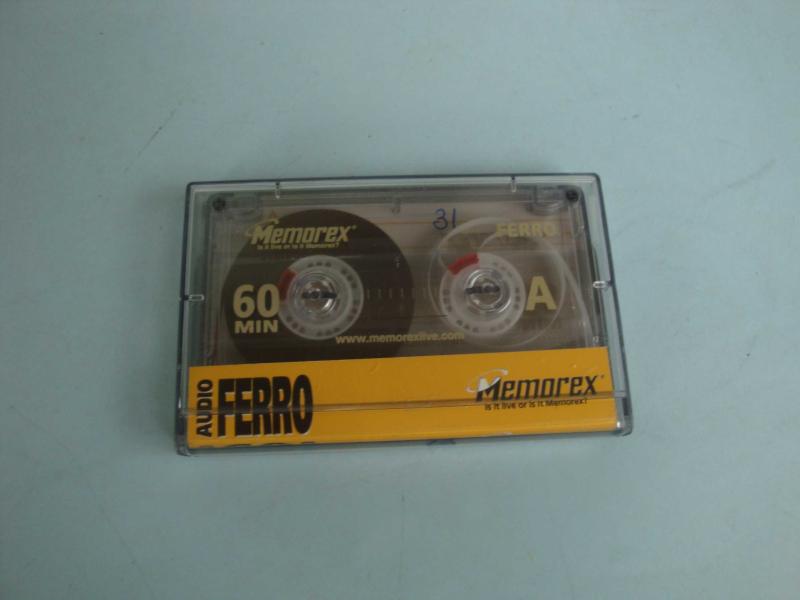 31
Memorex
Is it live or is it Memorex?
FERRO
60
MIN
A
www.memorexlive.com
AUDIO
FERRO
Memorex
Is it live or is it Memorex?